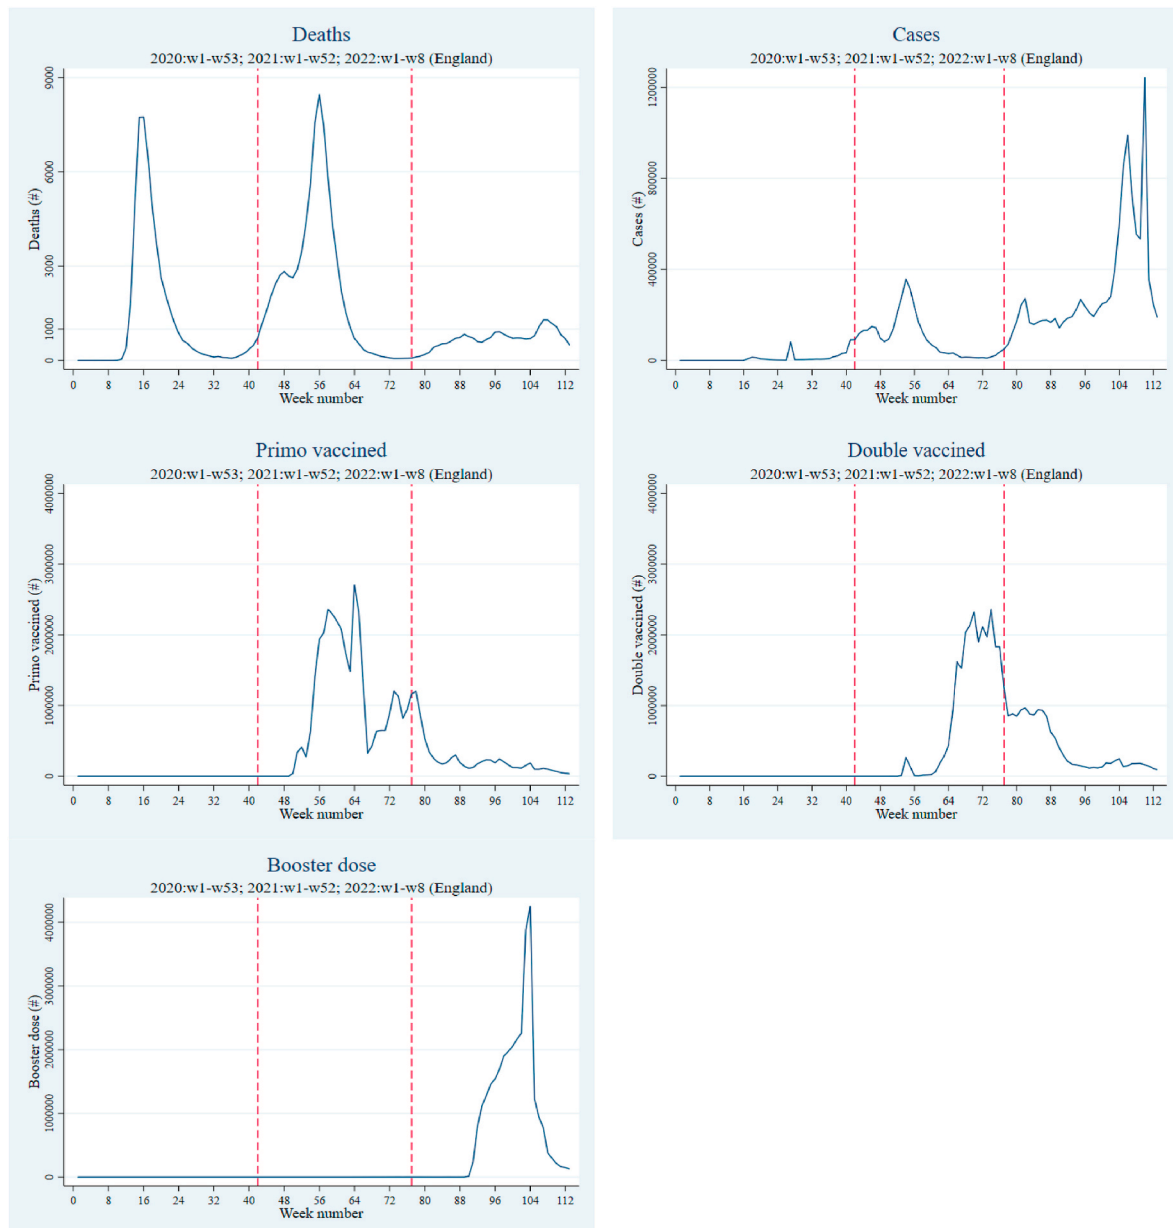 Deaths
2020:w1-w53; 2021:w1-w52; 2022:w1-w8 (England)
Deaths (#)
9000
6000
3000
1000
0
0 8 16 24 32 40 48 56 64 72 80 88 96 104 112
Week number
Cases
2020:w1-w53; 2021:w1-w52; 2022:w1-w8 (England)
Cases (#)
1200000
800000
400000
0
0 8 16 24 32 40 48 56 64 72 80 88 96 104 112
Week number
Primo vaccined
2020:w1-w53; 2021:w1-w52; 2022:w1-w8 (England)
Primo vaccined (#)
4000000
3000000
2000000
1000000
0
0 8 16 24 32 40 48 56 64 72 80 88 96 104 112
Week number
Double vaccined
2020:w1-w53; 2021:w1-w52; 2022:w1-w8 (England)
Double vaccined (#)
4000000
3000000
2000000
1000000
0
0 8 16 24 32 40 48 56 64 72 80 88 96 104 112
Week number
Booster dose
2020:w1-w53; 2021:w1-w52; 2022:w1-w8 (England)
Booster dose (#)
4000000
3000000
2000000
1000000
0
0 8 16 24 32 40 48 56 64 72 80 88 96 104 112
Week number